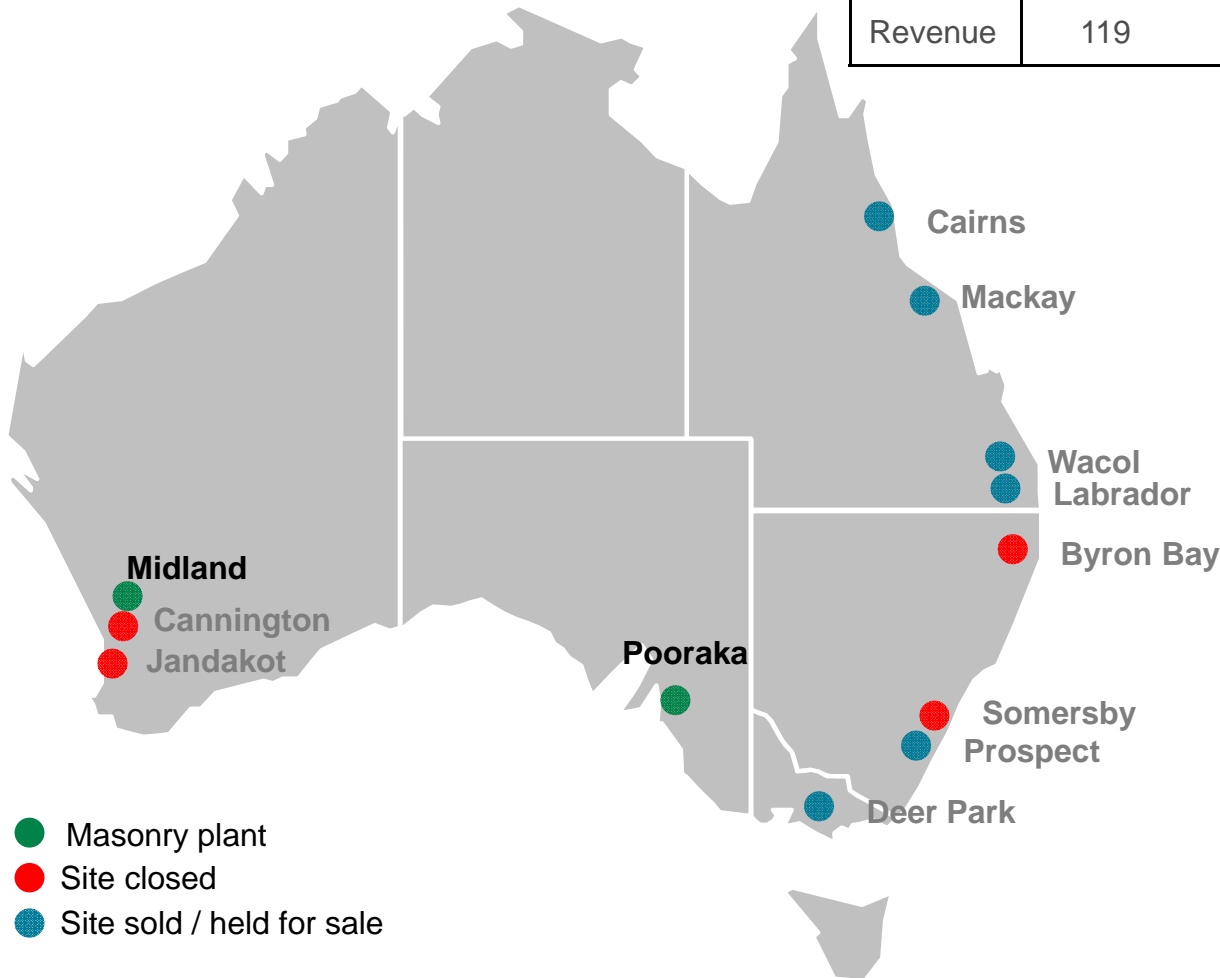 Revenue 119
Cairns
Mackay
Wacol
Labrador
Byron Bay
Midland
Cannington
Jandakot
Pooraka
Somersby
Prospect
Deer Park
Masonry plant
Site closed
Site sold / held for sale